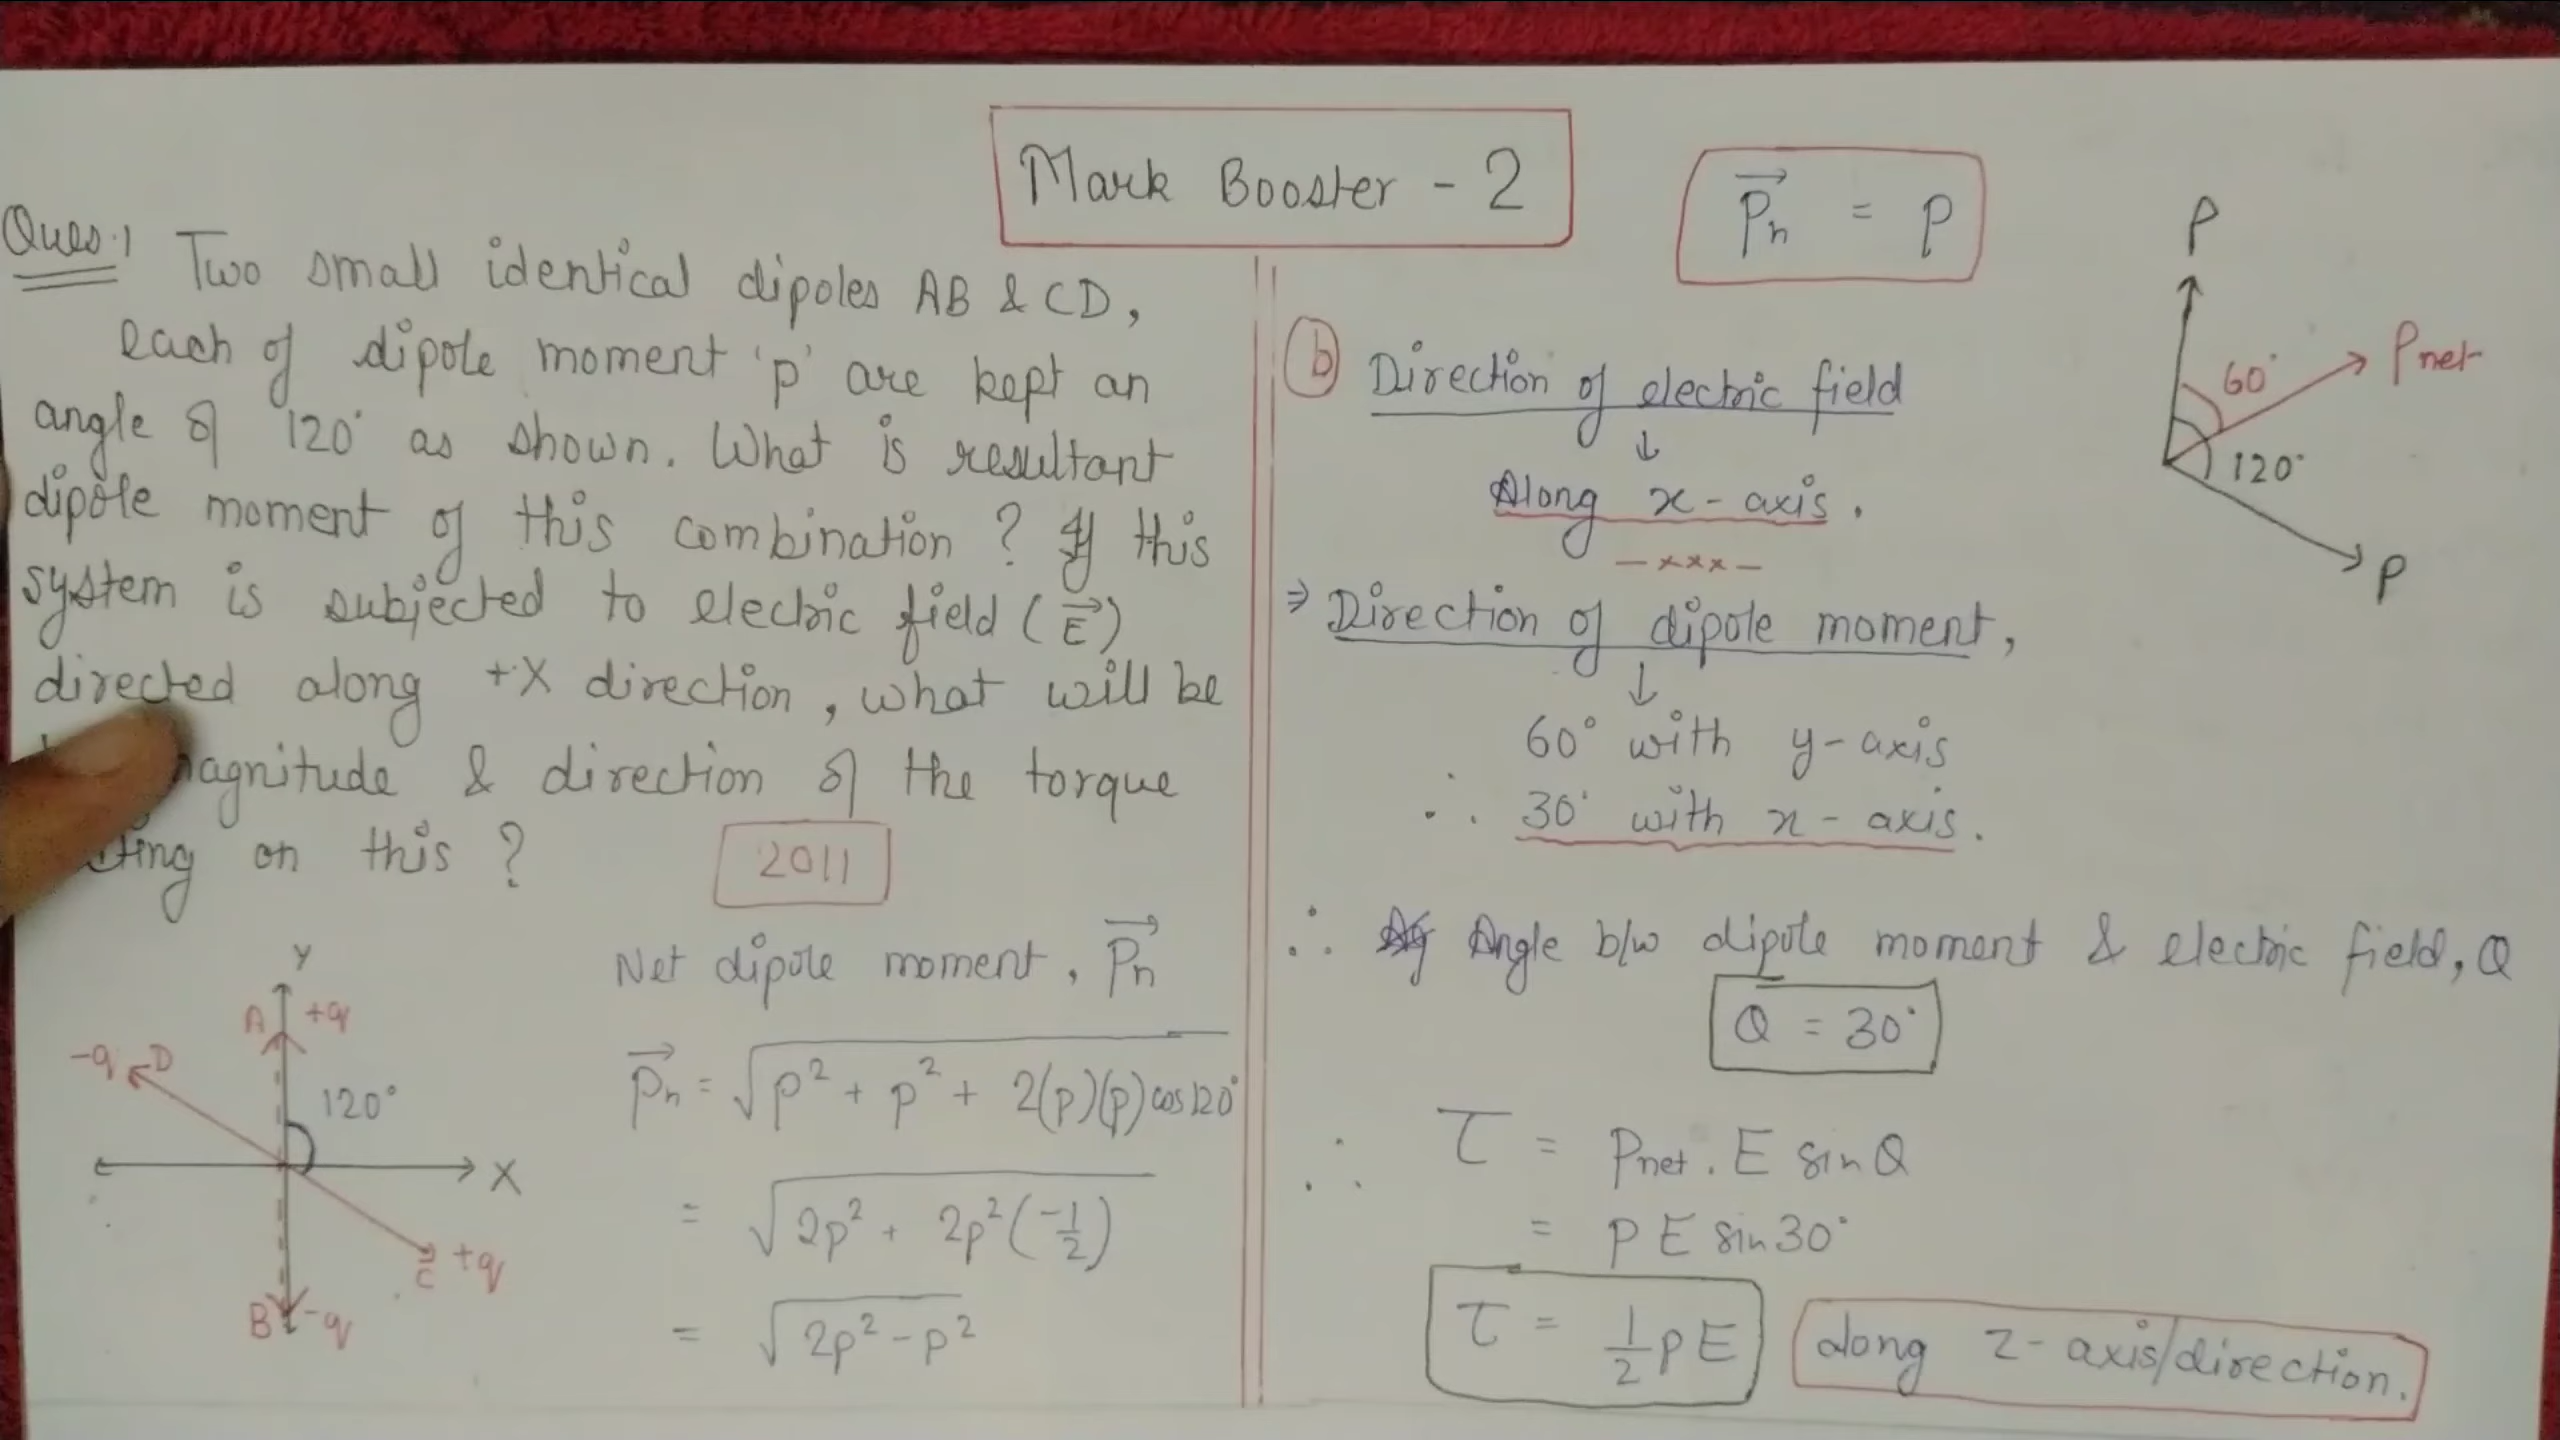 Mark Booster - 2
Ques.1 Two small identical dipoles AB & CD,
each of dipole moment 'p' are kept an
angle of 120° as shown. What is resultant
dipole moment of this combination ? If this
system is subjected to electric field (E⃗)
directed along +X direction, what will be
agnitude & direction of the torque
cting on this ?
2011
Y
A +q
-q D
120°
X
C +q
B -q
Net dipole moment, P⃗n
P⃗n = √p² + p² + 2(p)(p) cos120°
= √2p² + 2p²(-1/2)
= √2p² - p²
P⃗n = p
P
60°
Pnet
120°
P
(b) Direction of electric field
↓
Along x-axis.
-xxx-
⇒ Direction of dipole moment,
↓
60° with y-axis
∴ 30° with x-axis.
∴ Angle b/w dipole moment & electric field, Q
Q = 30°
∴ τ = Pnet. E sinQ
= PE sin30°
τ = 1/2 pE
along z-axis/direction.